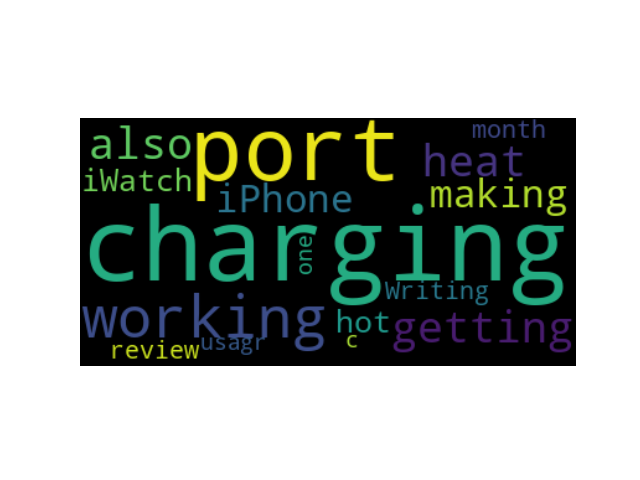 month
also port heat
iWatch iPhone making
charging
one
Writing
working hot getting
usagr c
review